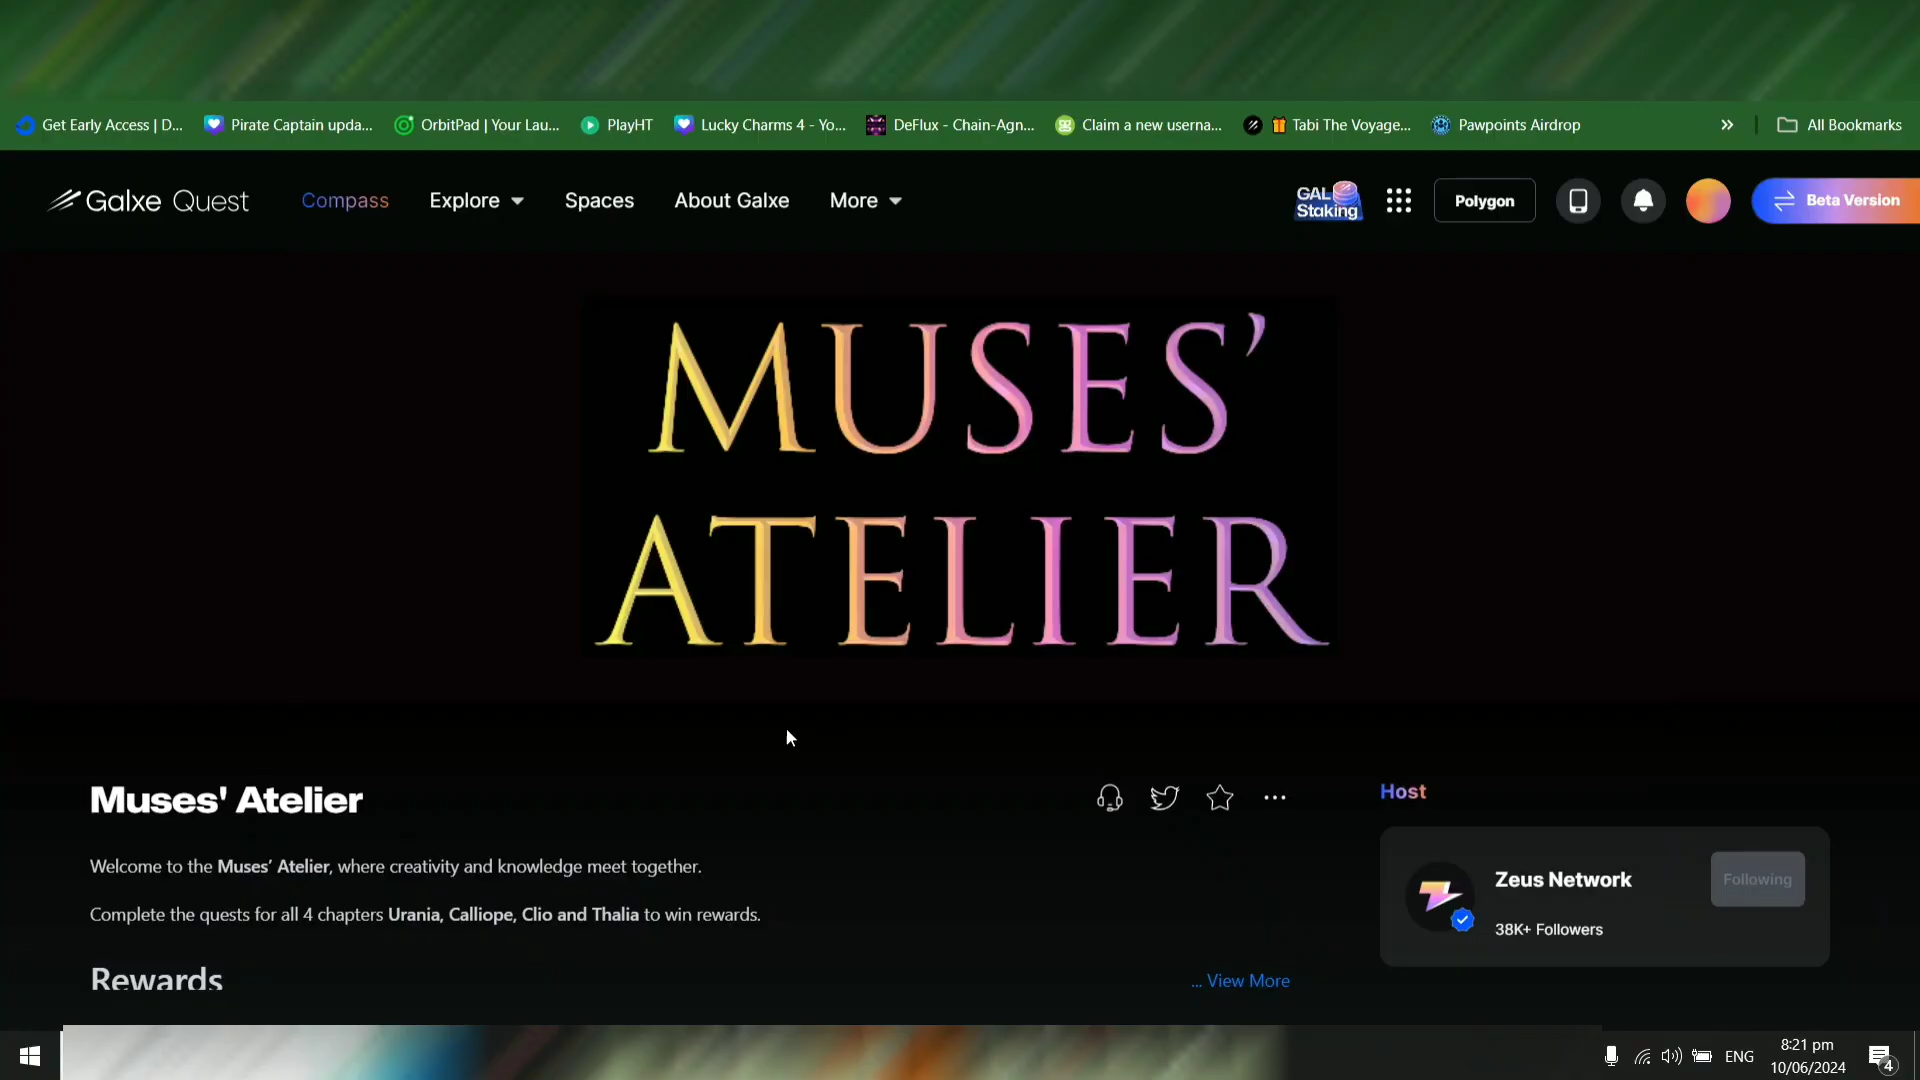 Get Early Access | D...
Pirate Captain upda...
OrbitPad | Your Lau...
PlayHT
Lucky Charms 4 - Yo...
DeFlux - Chain-Agn...
Claim a new userna...
Tabi The Voyage...
Pawpoints Airdrop
All Bookmarks
Galxe Quest
Compass
Explore
Spaces
About Galxe
More
GAL
Staking
Polygon
Beta Version
MUSES'
ATELIER
Muses' Atelier
Host
Welcome to the Muses' Atelier, where creativity and knowledge meet together.
Zeus Network
Following
Complete the quests for all 4 chapters Urania, Calliope, Clio and Thalia to win rewards.
38K+ Followers
Rewards
... View More
ENG
8:21 pm
10/06/2024
4